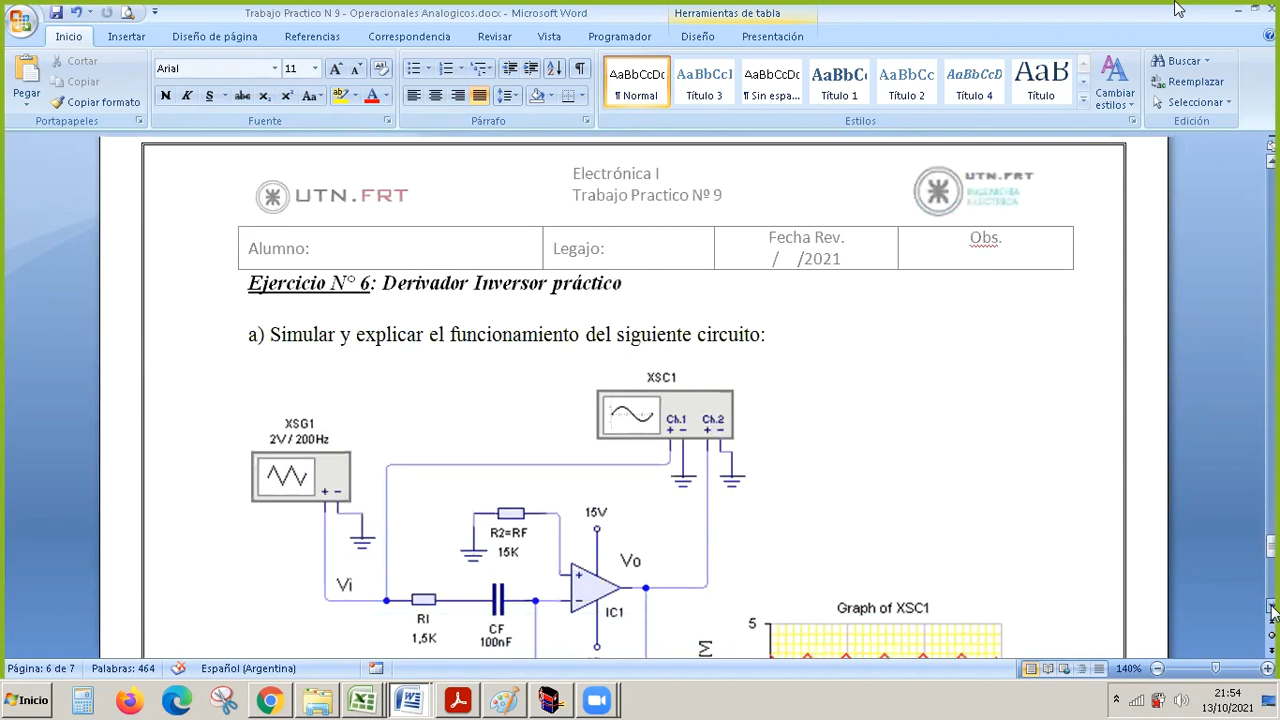 Trabajo Practico N 9 - Operacionales Analogicos.docx - Microsoft Word
Herramientas de tabla
Inicio Insertar Diseño de página Referencias Correspondencia Revisar Vista Programador Diseño Presentación
Pegar
Cortar
Copiar
Copiar formato
Portapapeles
Arial 11
N K S abc x₂ x² Aa
Fuente
Párrafo
AaBbCcDc AaBbCcI AaBbCcDc AaBbC AaBbCc AaBbCcD AaB
¶ Normal Título 3 ¶ Sin espa... Título 1 Título 2 Título 4 Título
Cambiar estilos
Estilos
Buscar
Reemplazar
Seleccionar
Edición
UTN.FRT
Electrónica I
Trabajo Practico Nº 9
UTN.FRT
INGENIERÍA
ELÉCTRICA
Alumno: Legajo: Fecha Rev. Obs.
/ /2021
Ejercicio N° 6: Derivador Inversor práctico
a) Simular y explicar el funcionamiento del siguiente circuito:
XSC1
Ch.1 Ch.2
+ − + −
XSG1
2V / 200Hz
+ −
R2=RF
15K
15V
Vo
Vi
+
−
IC1
RI
1,5K
CF
100nF
Graph of XSC1
5
Página: 6 de 7 Palabras: 464 Español (Argentina) 140%
Inicio
21:54
13/10/2021